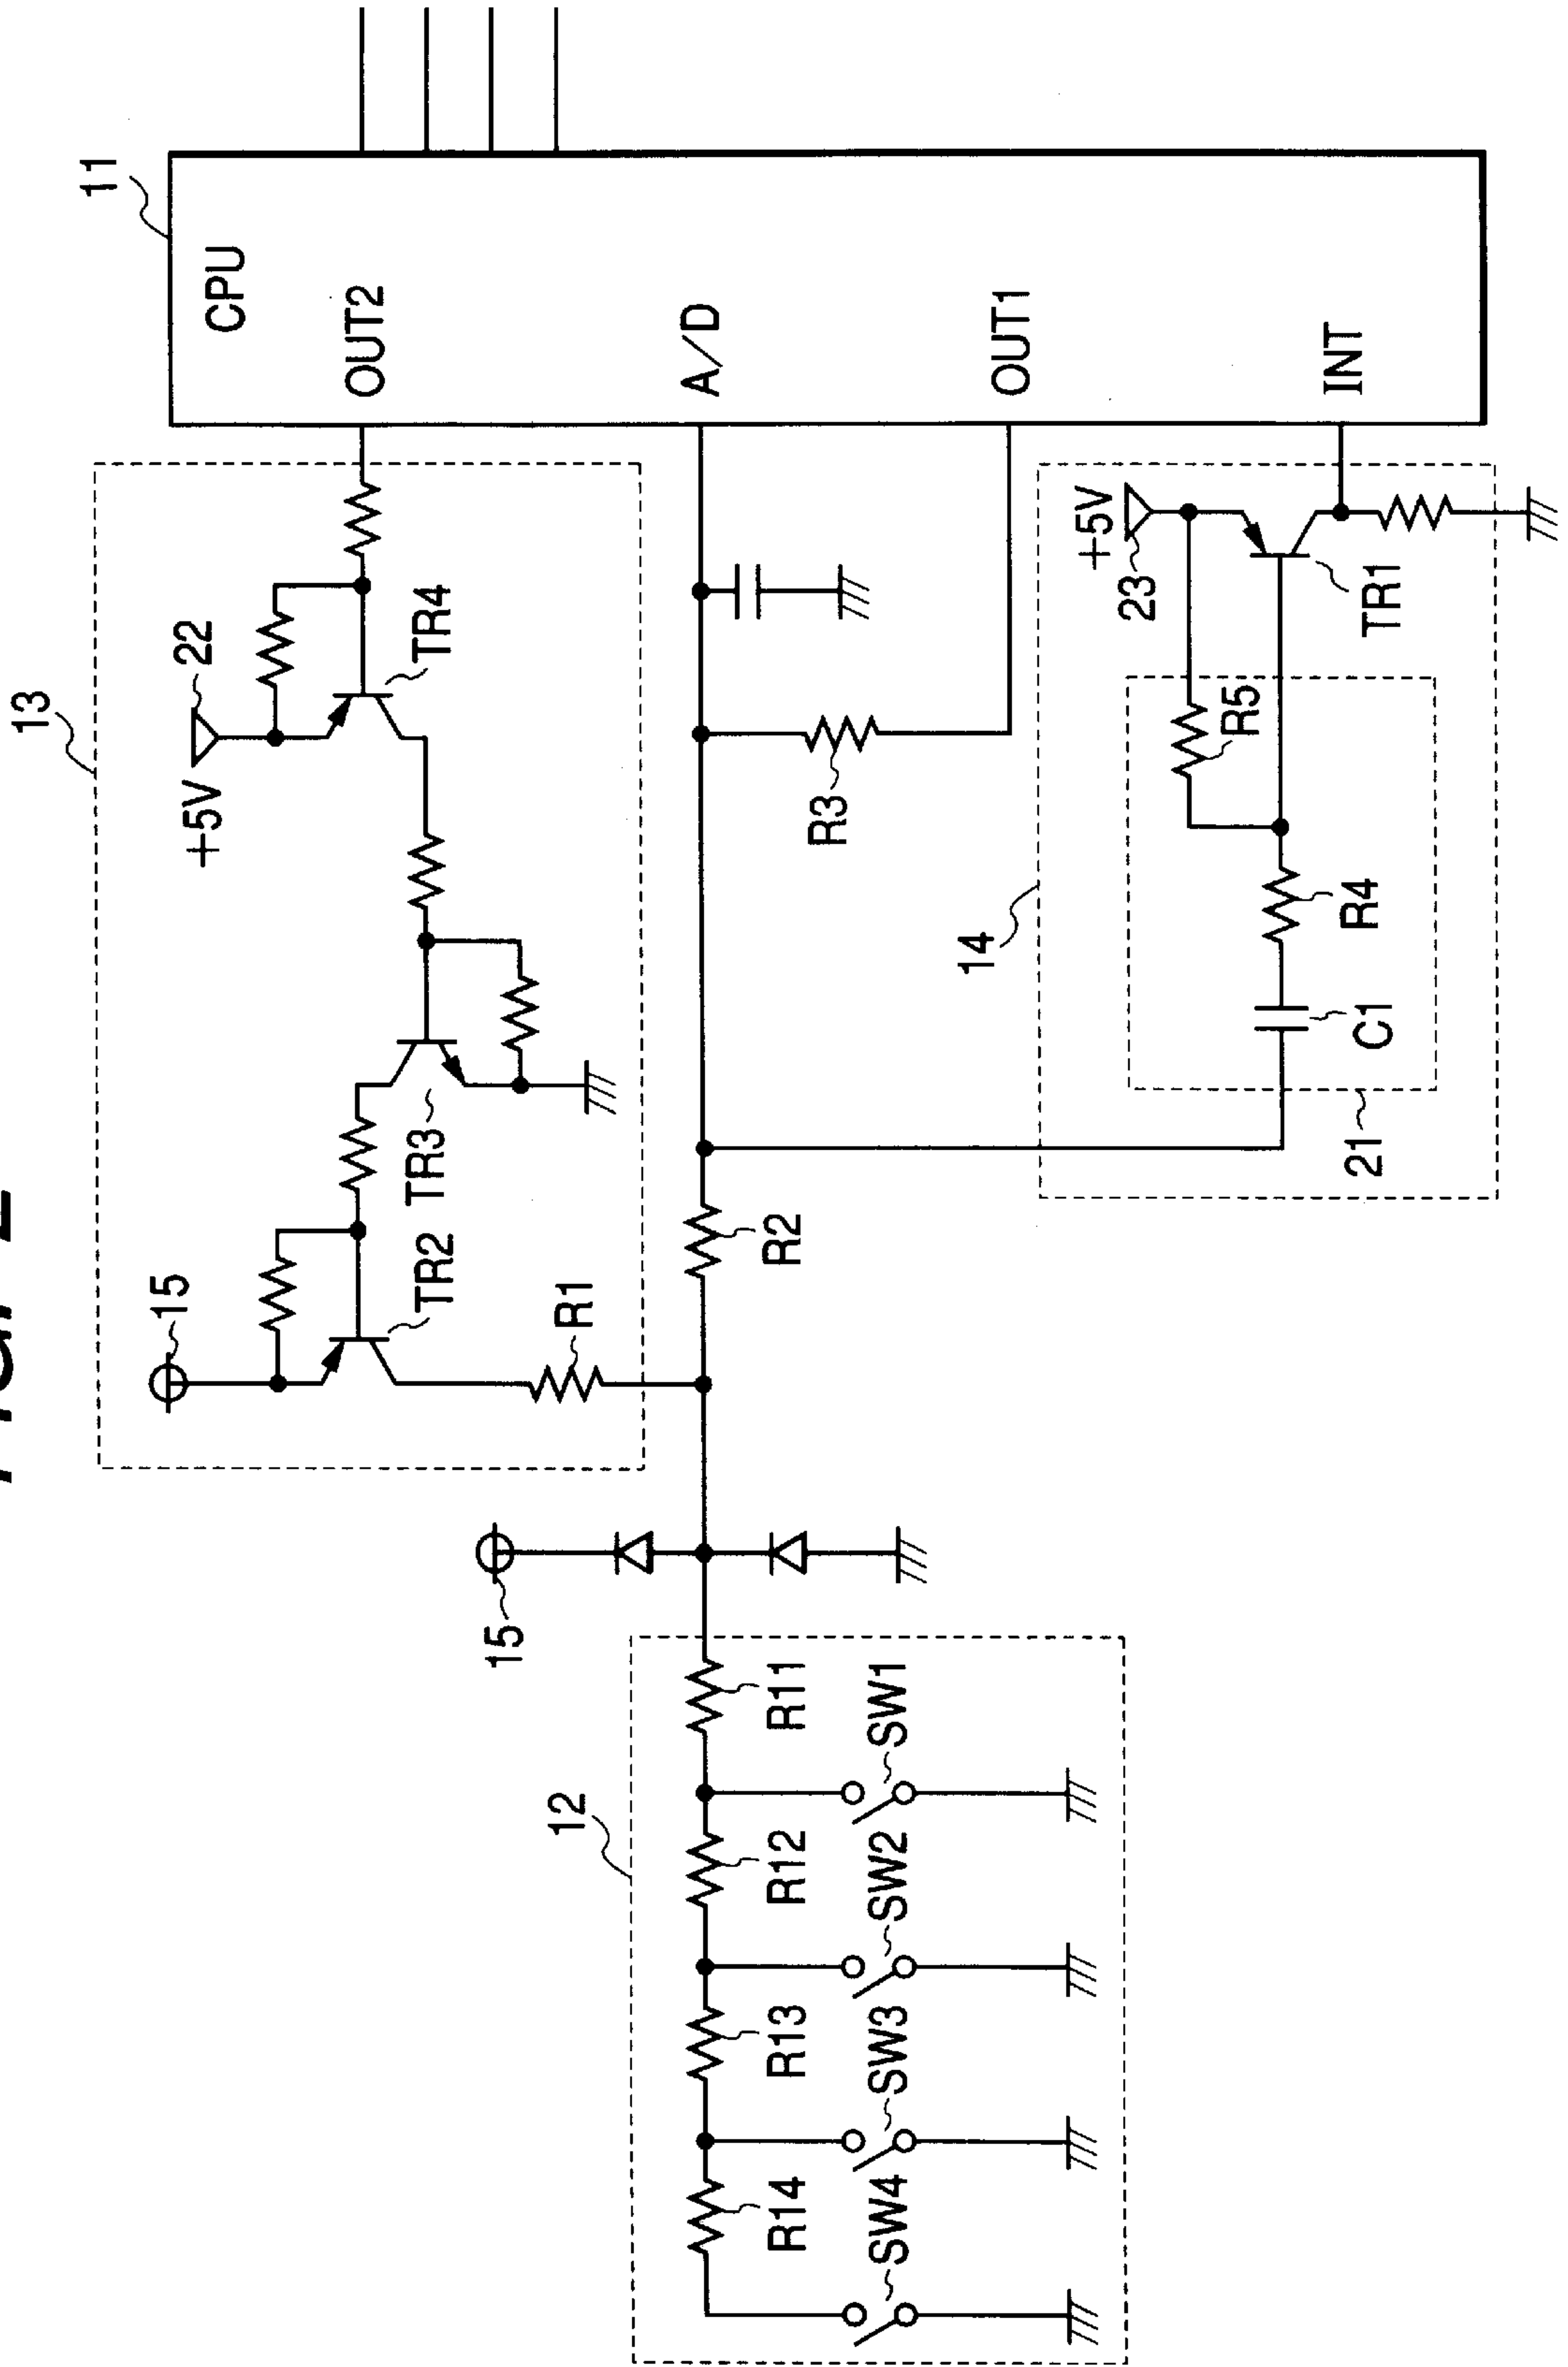 11
CPU
OUT2
A/D
OUT1
INT
13
22
+5V
TR4
TR3
TR2
15
R1
R2
R3
14
+5V
23
TR1
R5
R4
C1
21
15
12
R11
R12
R13
R14
SW1
SW2
SW3
SW4